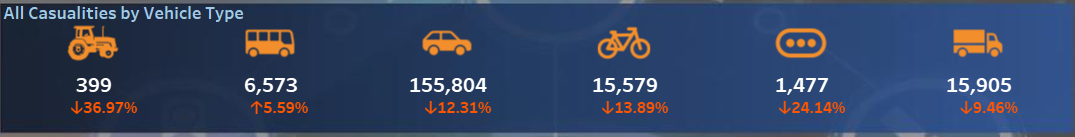 All Casualities by Vehicle Type
399 6,573 155,804 15,579 1,477 15,905
↓36.97% ↑5.59% ↓12.31% ↓13.89% ↓24.14% ↓9.46%